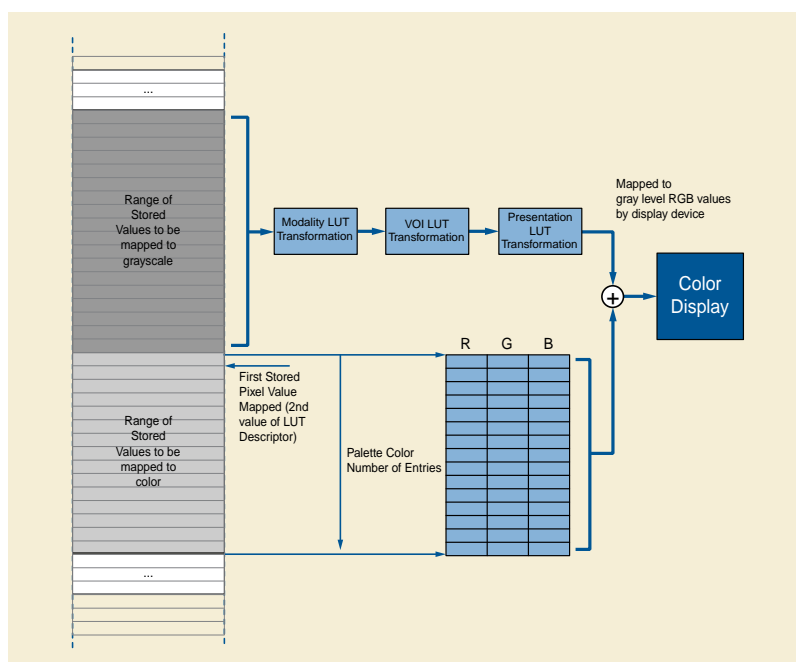 ...
Range of
Stored
Values to be
mapped to
grayscale
Modality LUT
Transformation
VOI LUT
Transformation
Presentation
LUT
Transformation
Mapped to
gray level RGB values
by display device
+
Color
Display
R G B
First Stored
Pixel Value
Mapped (2nd
value of LUT
Descriptor)
Palette Color
Number of Entries
Range of
Stored
Values to be
mapped to
color
...